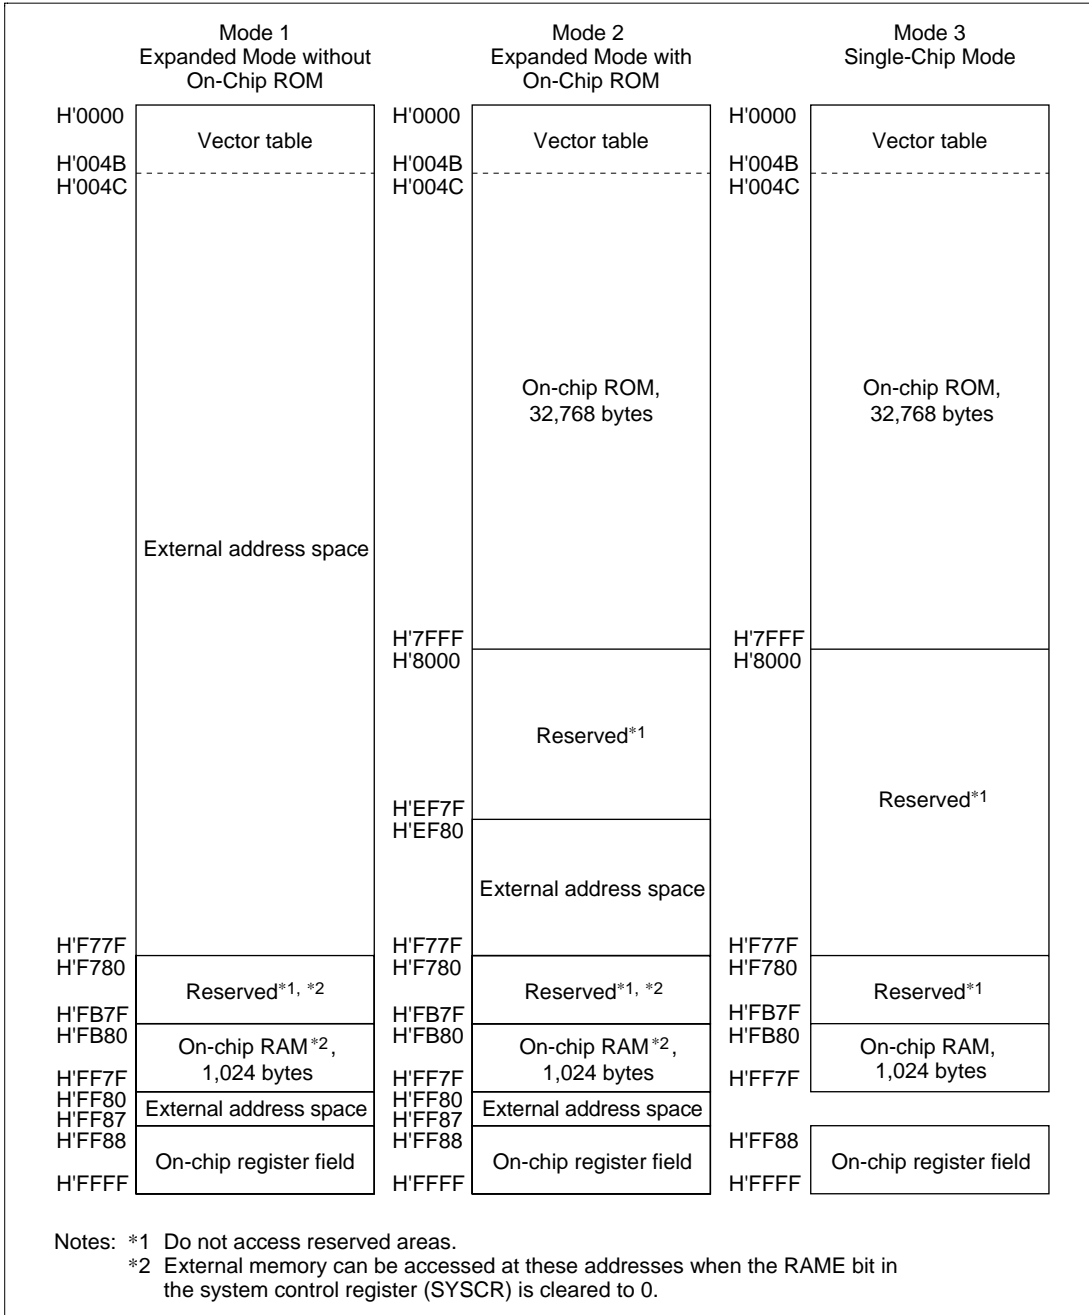 Mode 1
Expanded Mode without
On-Chip ROM
H'0000
Vector table
H'004B
H'004C
External address space
H'F77F
H'F780
Reserved*1, *2
H'FB7F
H'FB80
On-chip RAM*2,
1,024 bytes
H'FF7F
H'FF80
External address space
H'FF87
H'FF88
On-chip register field
H'FFFF
Mode 2
Expanded Mode with
On-Chip ROM
H'0000
Vector table
H'004B
H'004C
On-chip ROM,
32,768 bytes
H'7FFF
H'8000
Reserved*1
H'EF7F
H'EF80
External address space
H'F77F
H'F780
Reserved*1, *2
H'FB7F
H'FB80
On-chip RAM*2,
1,024 bytes
H'FF7F
H'FF80
External address space
H'FF87
H'FF88
On-chip register field
H'FFFF
Mode 3
Single-Chip Mode
H'0000
Vector table
H'004B
H'004C
On-chip ROM,
32,768 bytes
H'7FFF
H'8000
Reserved*1
H'F77F
H'F780
Reserved*1
H'FB7F
H'FB80
On-chip RAM,
1,024 bytes
H'FF7F
H'FF88
On-chip register field
H'FFFF
Notes: *1 Do not access reserved areas.
*2 External memory can be accessed at these addresses when the RAME bit in
the system control register (SYSCR) is cleared to 0.